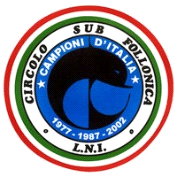 CIRCOLO SUB FOLLONICA
★ CAMPIONI D'ITALIA ★
1977-1987-2002
• L.N.I. •